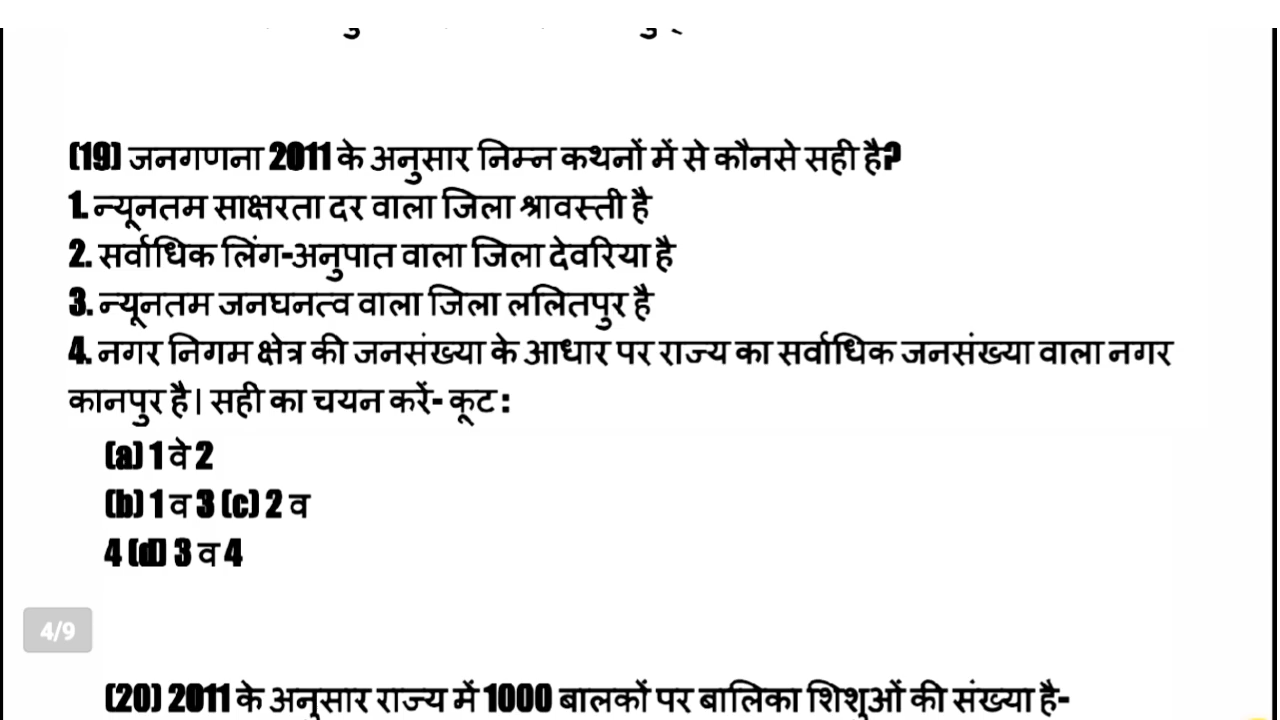 (19) जनगणना 2011 के अनुसार निम्न कथनों में से कौनसे सही है?
1. न्यूनतम साक्षरता दर वाला जिला श्रावस्ती है
2. सर्वाधिक लिंग-अनुपात वाला जिला देवरिया है
3. न्यूनतम जनघनत्व वाला जिला ललितपुर है
4. नगर निगम क्षेत्र की जनसंख्या के आधार पर राज्य का सर्वाधिक जनसंख्या वाला नगर
कानपुर है। सही का चयन करें- कूट :
(a) 1 वे 2
(b) 1 व 3 (c) 2 व
4 (d) 3 व 4
4/9
(20) 2011 के अनुसार राज्य में 1000 बालकों पर बालिका शिशुओं की संख्या है-